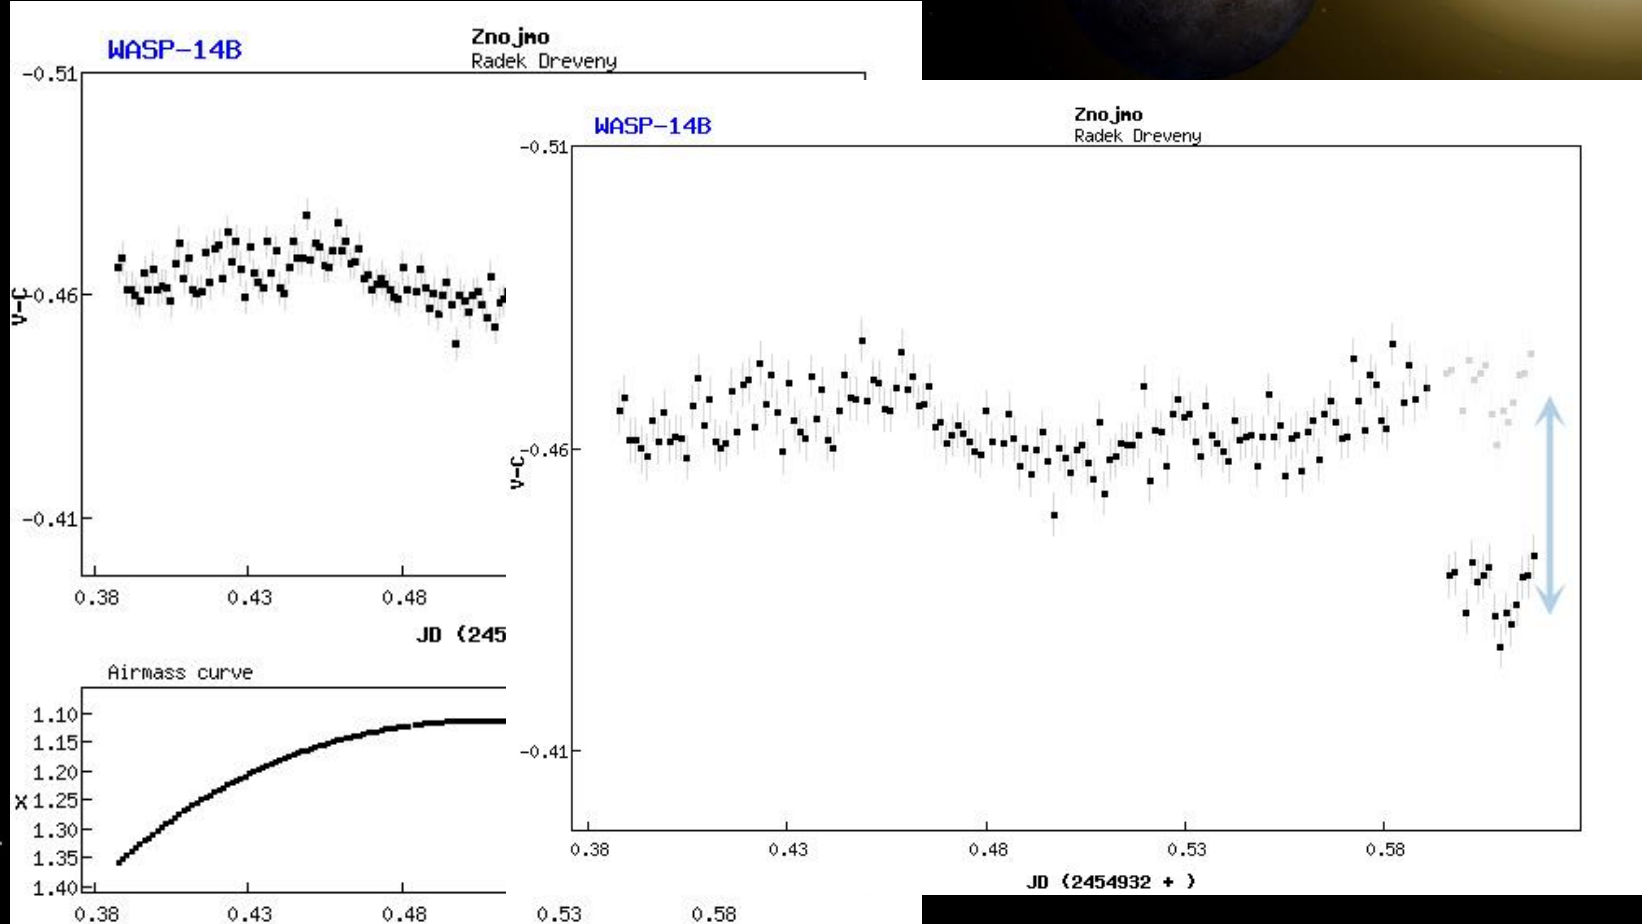 WASP-14B
Znojmo
Radek Dreveny
-0.51
-0.46
V-C
-0.41
0.38 0.43 0.48
JD (245
Airmass curve
1.10
1.15
1.20
X 1.25
1.30
1.35
1.40
0.38 0.43 0.48 0.53 0.58
WASP-14B
Znojmo
Radek Dreveny
-0.51
-0.46
V-C
-0.41
0.38 0.43 0.48 0.53 0.58
JD (2454932 + )